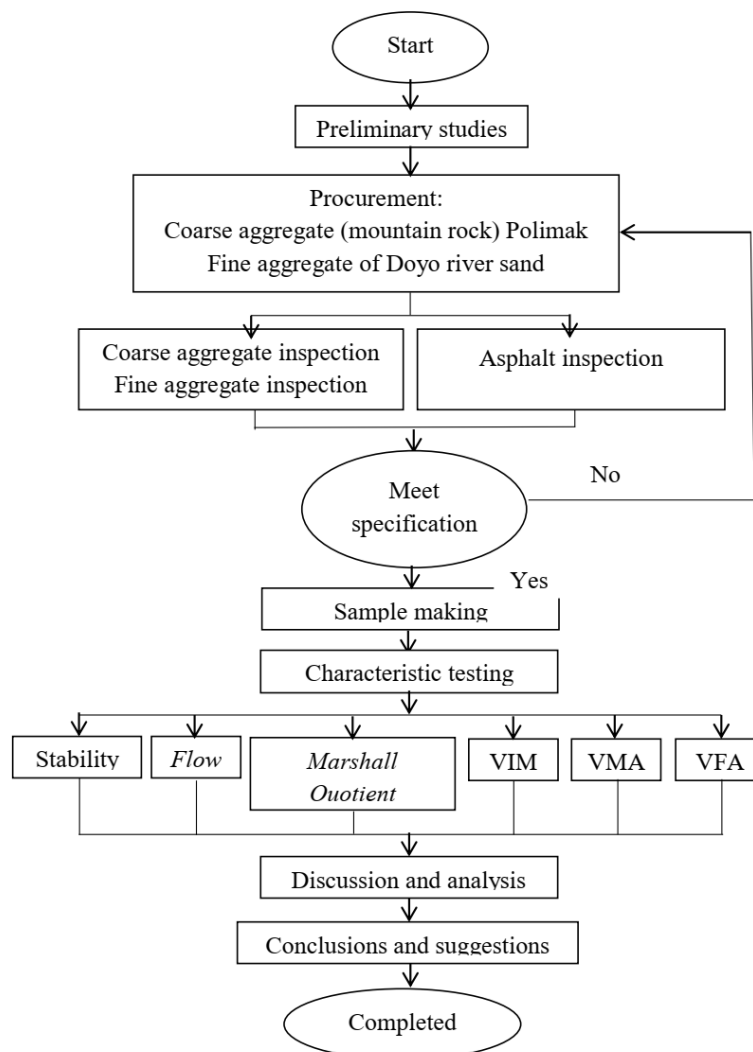 Start
Preliminary studies
Procurement:
Coarse aggregate (mountain rock) Polimak
Fine aggregate of Doyo river sand
Coarse aggregate inspection
Fine aggregate inspection
Asphalt inspection
Meet
specification
No
Yes
Sample making
Characteristic testing
Stability
Flow
Marshall
Quotient
VIM
VMA
VFA
Discussion and analysis
Conclusions and suggestions
Completed